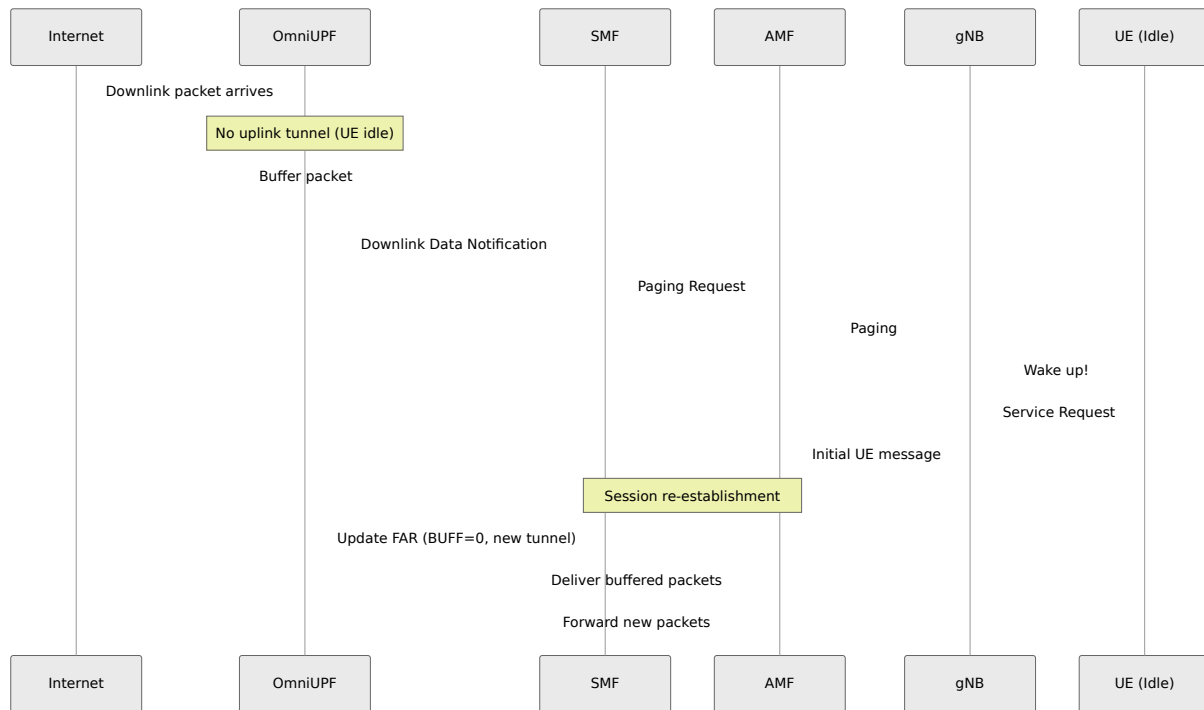 Internet
OmniUPF
SMF
AMF
gNB
UE (Idle)
Downlink packet arrives
No uplink tunnel (UE idle)
Buffer packet
Downlink Data Notification
Paging Request
Paging
Wake up!
Service Request
Initial UE message
Session re-establishment
Update FAR (BUFF=0, new tunnel)
Deliver buffered packets
Forward new packets
Internet
OmniUPF
SMF
AMF
gNB
UE (Idle)